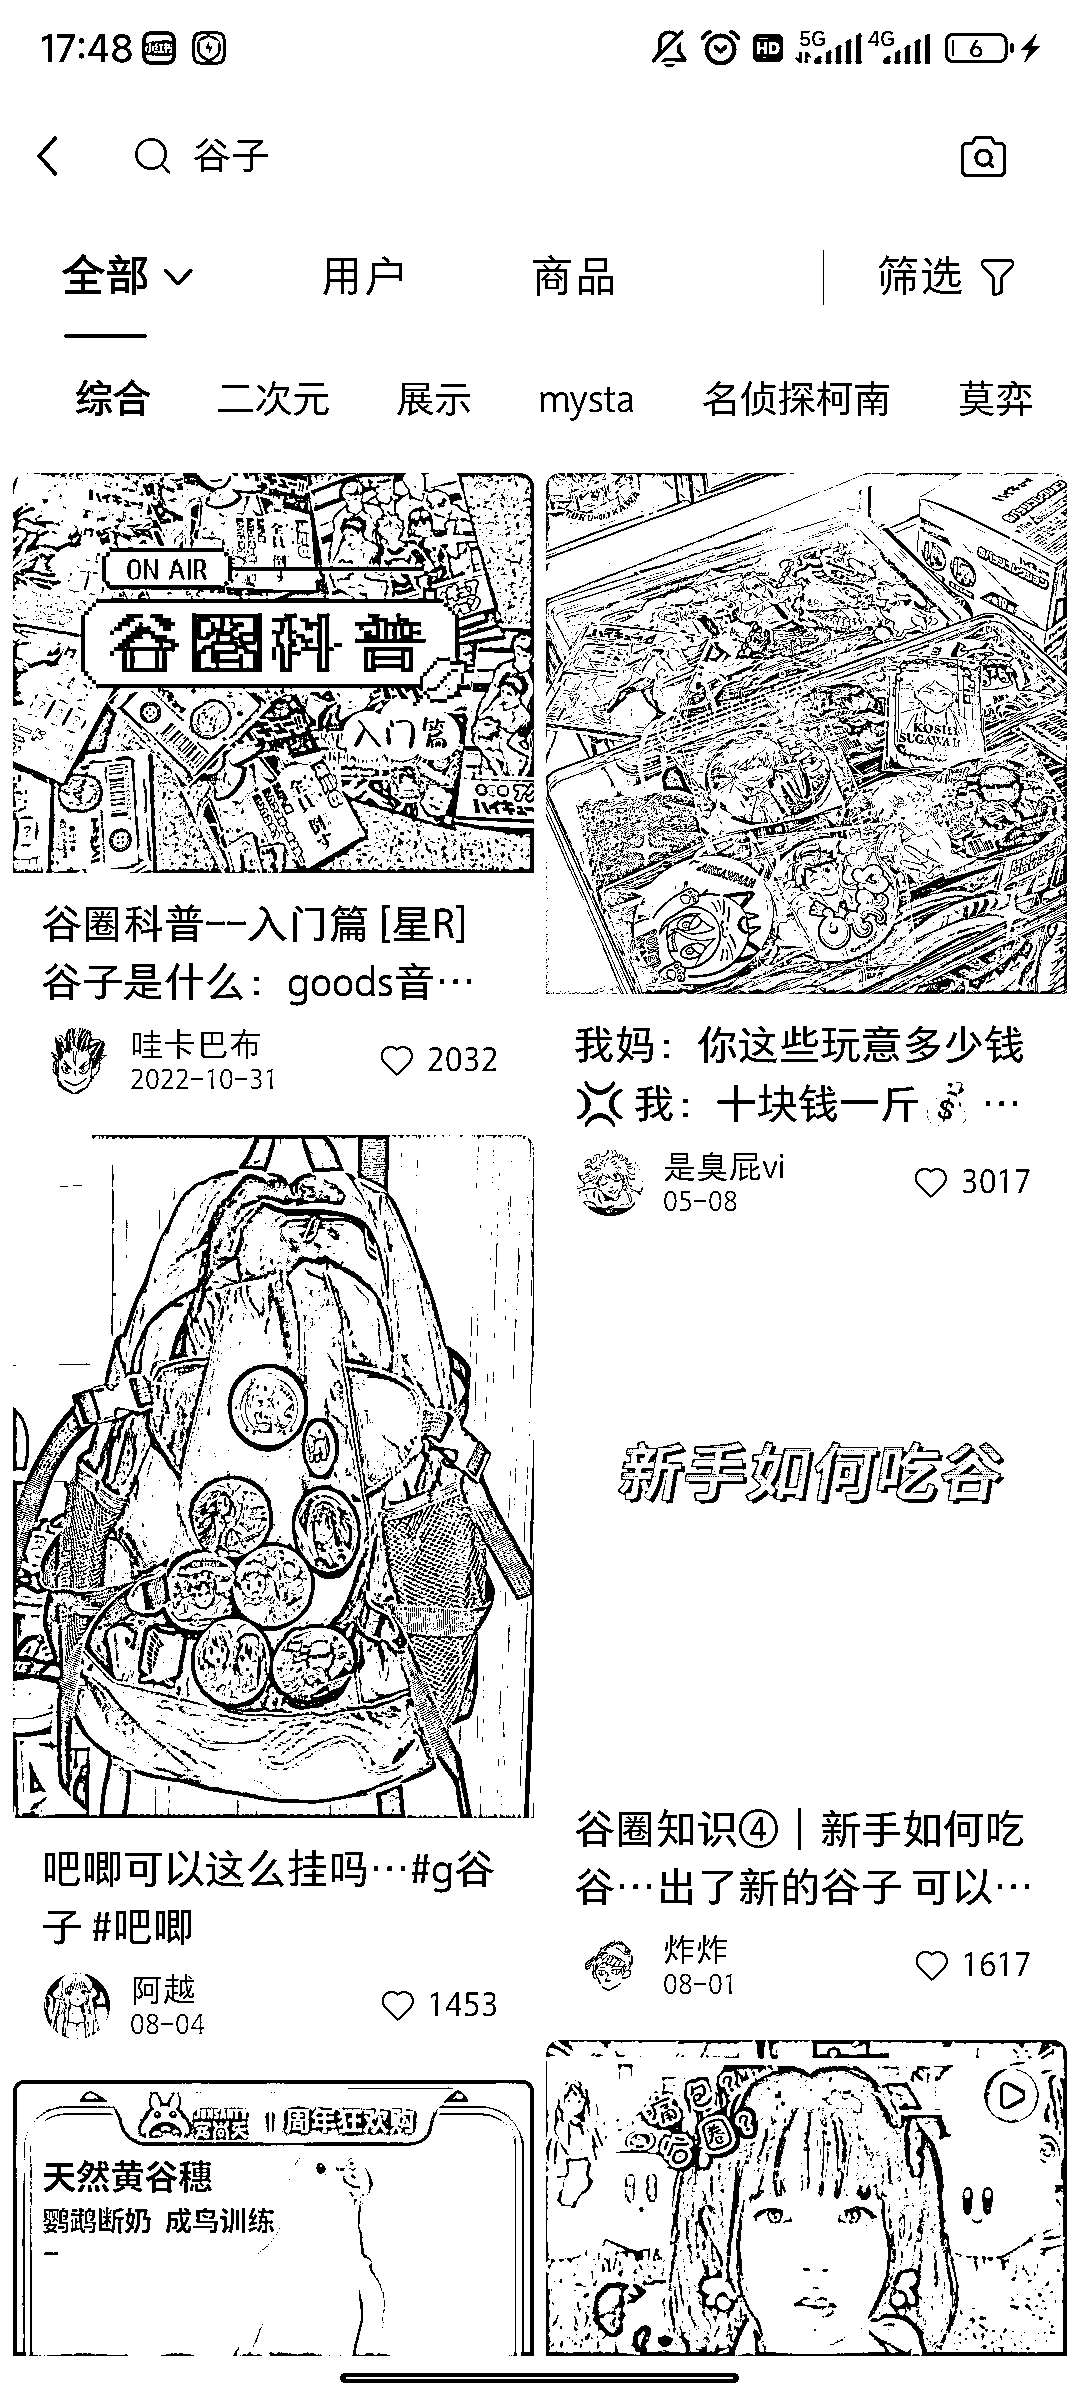 17:48
HD 5G 4G 6
谷子
全部 用户 商品 筛选
综合 二次元 展示 mysta 名侦探柯南 莫弈
ON AIR
谷圈科普
入门篇
谷圈科普--入门篇 [星R]
谷子是什么：goods音…
哇卡巴布
2022-10-31
2032
KOSHI
SUGAWARA
我妈：你这些玩意多少钱
我：十块钱一斤 …
是臭屁vi
05-08
3017
吧唧可以这么挂吗…#g谷
子 #吧唧
阿越
08-04
1453
新手如何吃谷
谷圈知识④｜新手如何吃
谷…出了新的谷子 可以…
炸炸
08-01
1617
周年狂欢购
天然黄谷穗
鹦鹉断奶 成鸟训练
痛包
圈